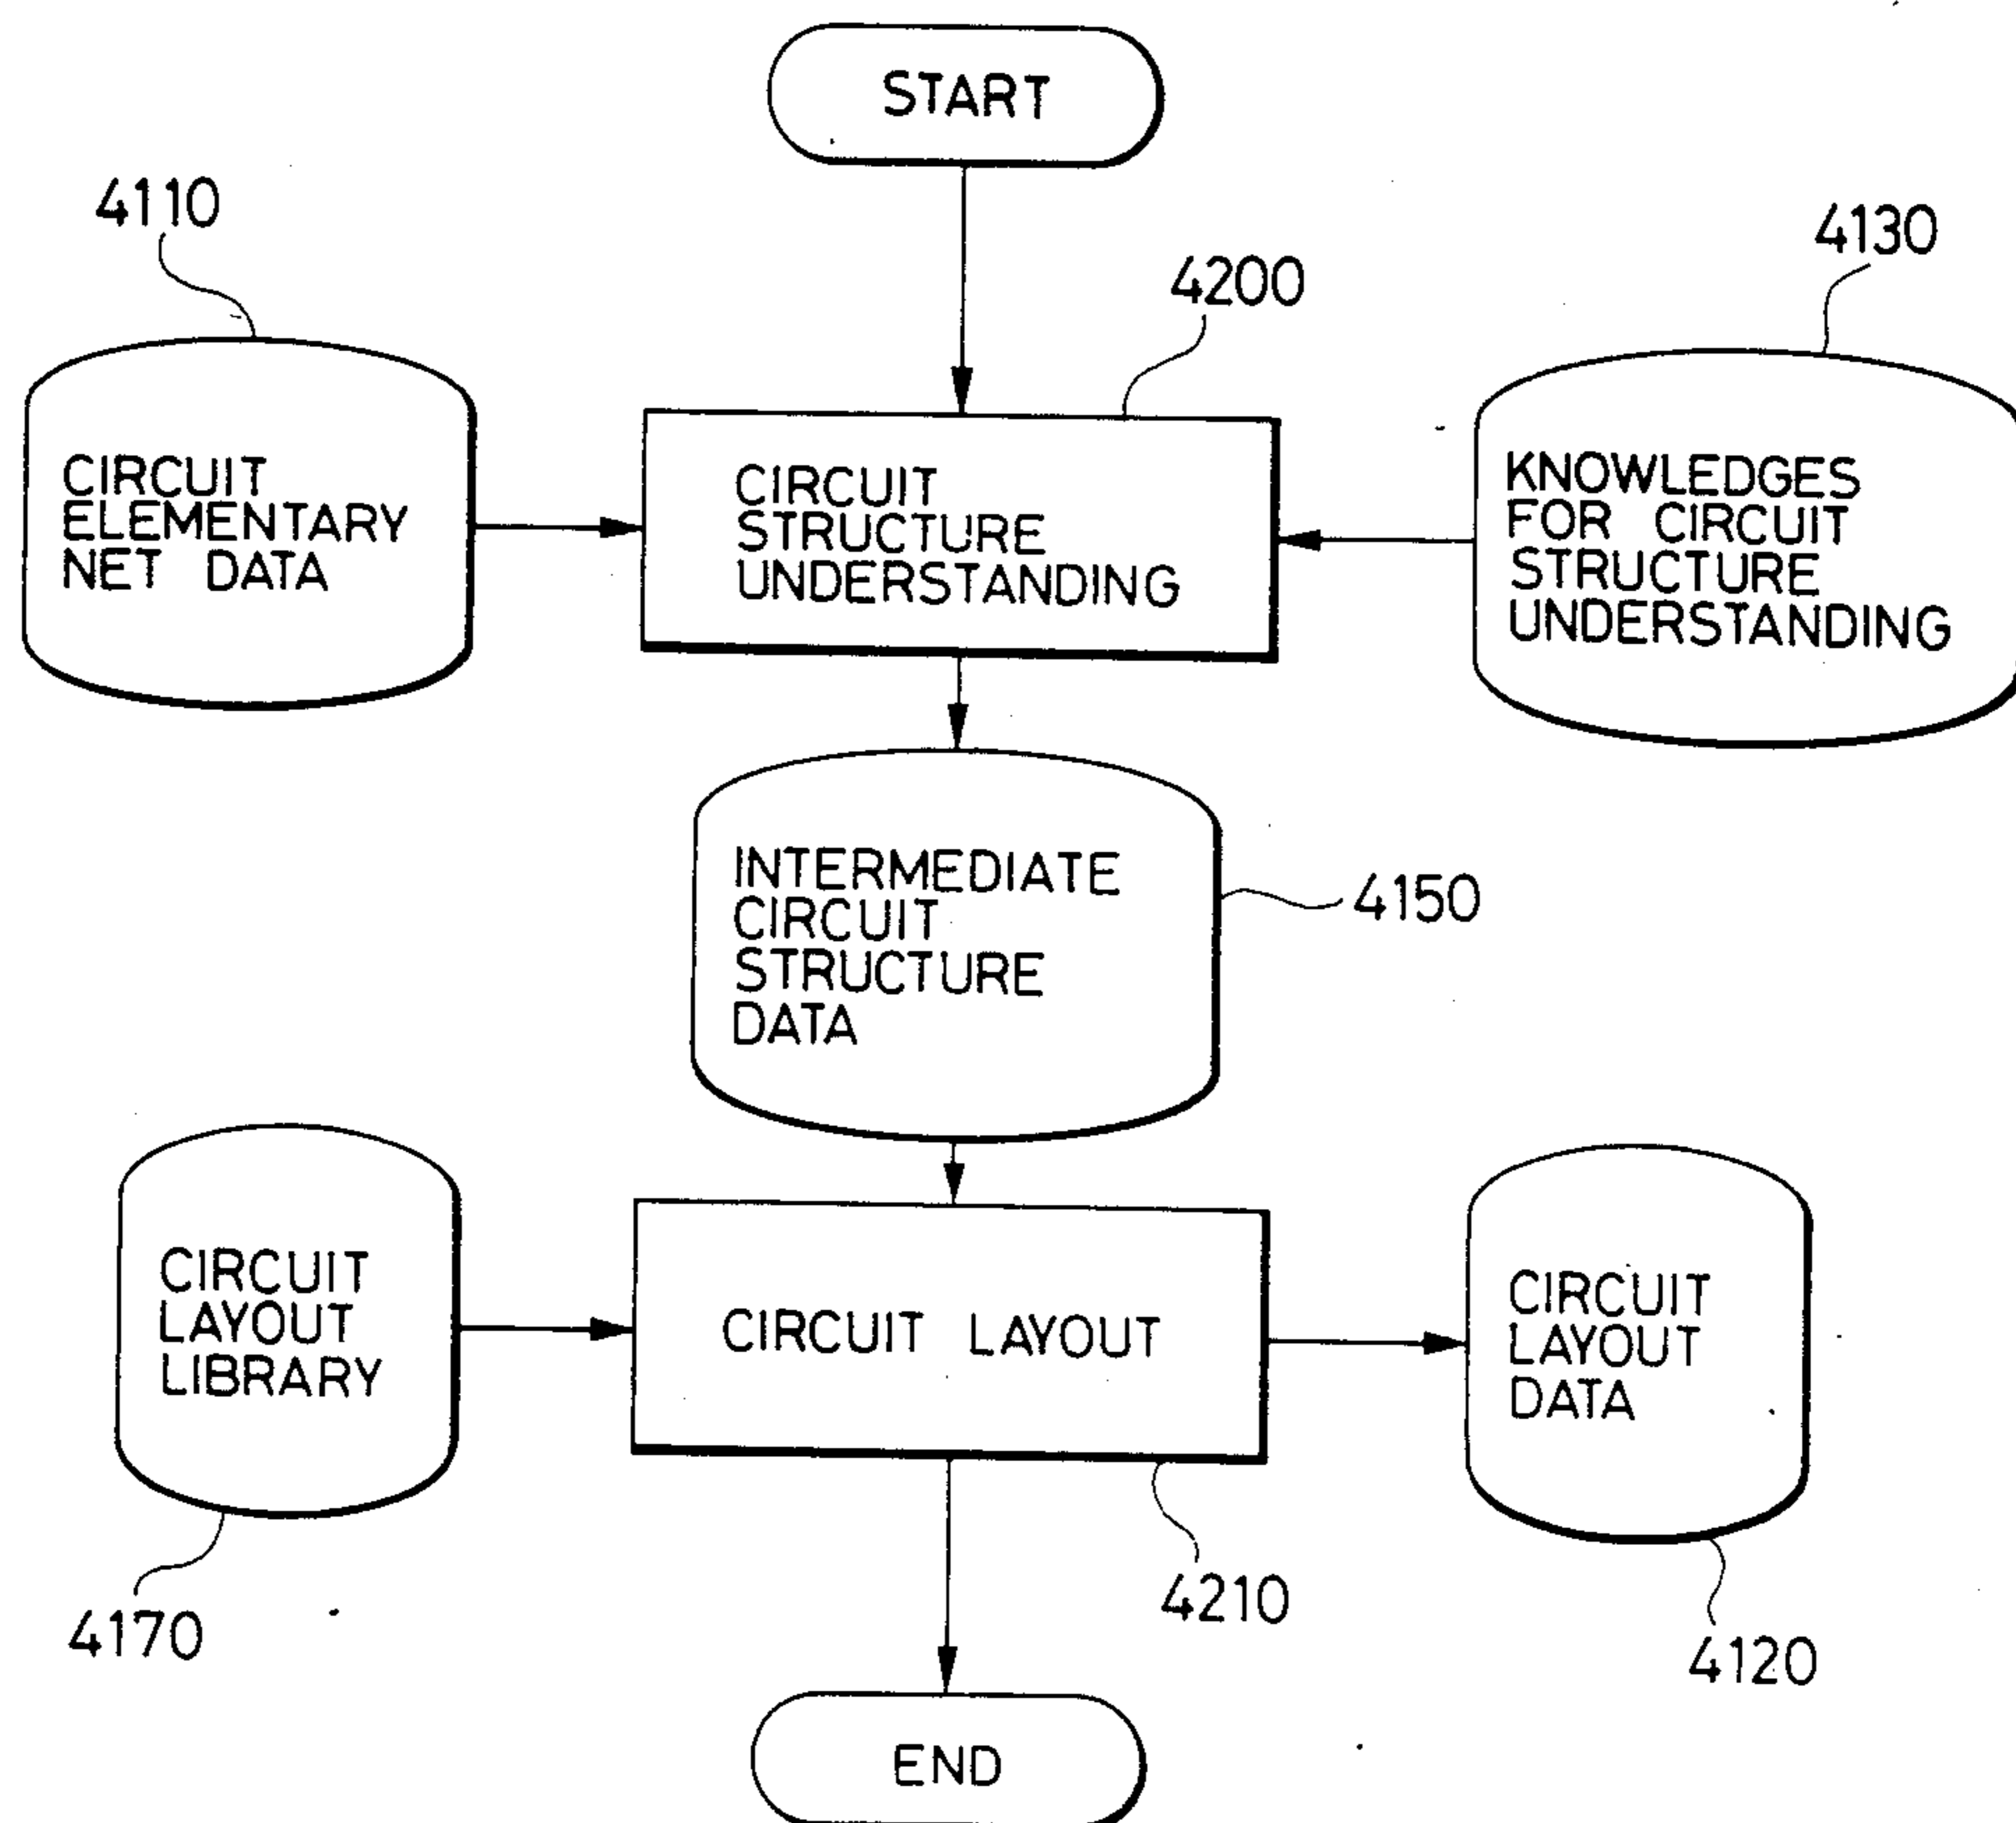 START
4110
4130
4200
CIRCUIT
ELEMENTARY
NET DATA
CIRCUIT
STRUCTURE
UNDERSTANDING
KNOWLEDGES
FOR CIRCUIT
STRUCTURE
UNDERSTANDING
INTERMEDIATE
CIRCUIT
STRUCTURE
DATA
4150
CIRCUIT
LAYOUT
LIBRARY
CIRCUIT LAYOUT
CIRCUIT
LAYOUT
DATA
4170
4210
4120
END